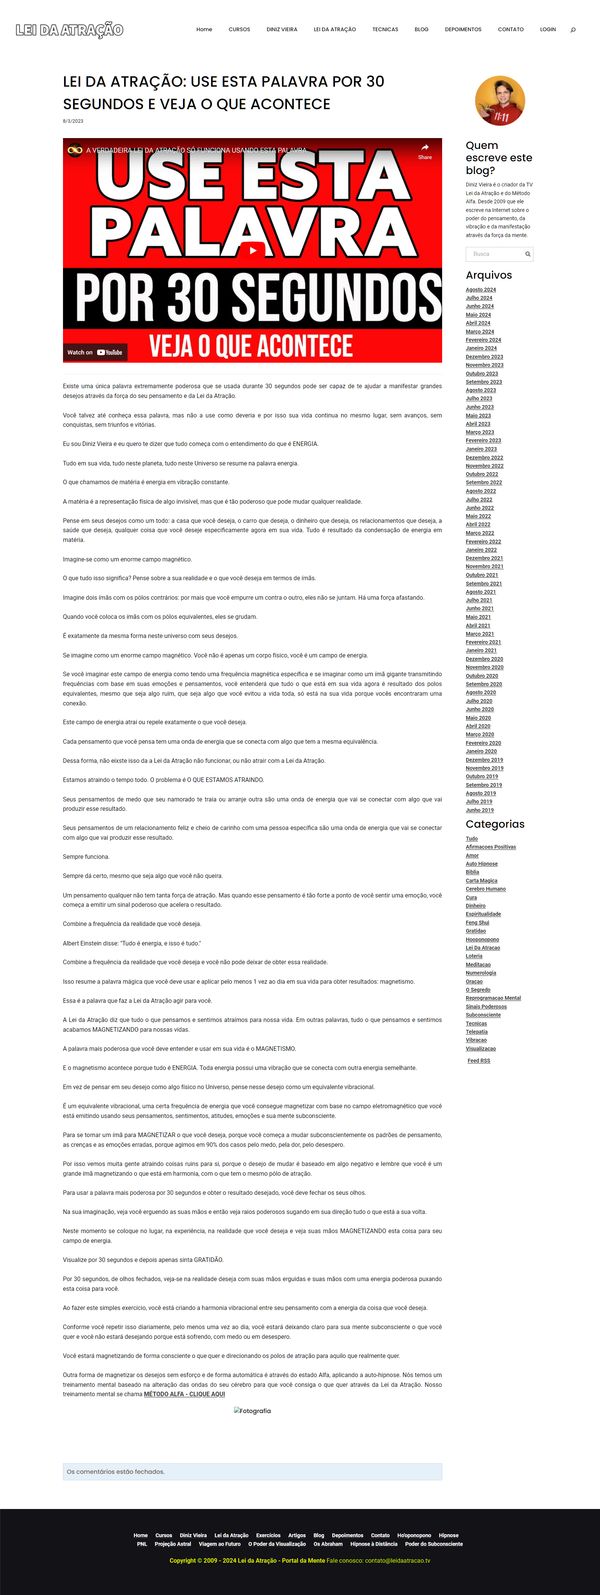 LEI DA ATRAÇÃO
Home CURSOS DINIZ VIEIRA LEI DA ATRAÇÃO TECNICAS BLOG DEPOIMENTOS CONTATO LOGIN
LEI DA ATRAÇÃO: USE ESTA PALAVRA POR 30
SEGUNDOS E VEJA O QUE ACONTECE
8/3/2023
A VERDADEIRA LEI DA ATRAÇÃO SÓ FUNCIONA USANDO ESTA PALAVRA
Share
USE ESTA
PALAVRA
POR 30 SEGUNDOS
VEJA O QUE ACONTECE
Watch on YouTube
Existe uma única palavra extremamente poderosa que se usada durante 30 segundos pode ser capaz de te ajudar a manifestar grandes
desejos através da força do seu pensamento e da Lei da Atração.
Você talvez até conheça essa palavra, mas não a use como deveria e por isso sua vida continua no mesmo lugar, sem avanços, sem
conquistas, sem triunfos e vitórias.
Eu sou Diniz Vieira e eu quero te dizer que tudo começa com o entendimento do que é ENERGIA.
Tudo em sua vida, tudo neste planeta, tudo neste Universo se resume na palavra energia.
O que chamamos de matéria é energia em vibração constante.
A matéria é a representação física de algo invisível, mas que é tão poderoso que pode mudar qualquer realidade.
Pense em seus desejos como um todo: a casa que você deseja, o carro que deseja, o dinheiro que deseja, os relacionamentos que deseja, a
saúde que deseja, qualquer coisa que você deseje especificamente agora em sua vida. Tudo é resultado da condensação de energia em
matéria.
Imagine-se como um enorme campo magnético.
O que tudo isso significa? Pense sobre a sua realidade e o que você deseja em termos de ímãs.
Imagine dois ímãs com os pólos contrários: por mais que você empurre um contra o outro, eles não se juntam. Há uma força afastando.
Quando você coloca os ímãs com os pólos equivalentes, eles se grudam.
É exatamente da mesma forma neste universo com seus desejos.
Se imagine como um enorme campo magnético. Você não é apenas um corpo físico, você é um campo de energia.
Se você imaginar este campo de energia como tendo uma frequência magnética específica e se imaginar como um imã gigante transmitindo
frequências com base em suas emoções e pensamentos, você entenderá que tudo o que está em sua vida agora é resultado dos polos
equivalentes, mesmo que seja algo ruim, que seja algo que você evitou a vida toda, só está na sua vida porque vocês encontraram uma
conexão.
Este campo de energia atrai ou repele exatamente o que você deseja.
Cada pensamento que você pensa tem uma onda de energia que se conecta com algo que tem a mesma equivalência.
Dessa forma, não eixiste isso da a Lei da Atração não funcionar, ou não atrair com a Lei da Atração.
Estamos atraindo o tempo todo. O problema é O QUE ESTAMOS ATRAINDO.
Seus pensamentos de medo que seu namorado te traia ou arranje outra são uma onda de energia que vai se conectar com algo que vai
produzir esse resultado.
Seus pensamentos de um relacionamento feliz e cheio de carinho com uma pessoa específica são uma onda de energia que vai se conectar
com algo que vai produzir esse resultado.
Sempre funciona.
Sempre dá certo, mesmo que seja algo que você não queira.
Um pensamento qualquer não tem tanta força de atração. Mas quando esse pensamento é tão forte a ponto de você sentir uma emoção, você
começa a emitir um sinal poderoso que acelera o resultado.
Combine a frequência da realidade que você deseja.
Albert Einstein disse: "Tudo é energia, e isso é tudo."
Combine a frequência da realidade que você deseja e você não pode deixar de obter essa realidade.
Isso resume a palavra mágica que você deve usar e aplicar pelo menos 1 vez ao dia em sua vida para obter resultados: magnetismo.
Essa é a palavra que faz a Lei da Atração agir para você.
A Lei da Atração diz que tudo o que pensamos e sentimos atraímos para nossa vida. Em outras palavras, tudo o que pensamos e sentimos
acabamos MAGNETIZANDO para nossas vidas.
A palavra mais poderosa que você deve entender e usar em sua vida é o MAGNETISMO.
E o magnetismo acontece porque tudo é ENERGIA. Toda energia possui uma vibração que se conecta com outra energia semelhante.
Em vez de pensar em seu desejo como algo físico no Universo, pense nesse desejo como um equivalente vibracional.
É um equivalente vibracional, uma certa frequência de energia que você consegue magnetizar com base no campo eletromagnético que você
está emitindo usando seus pensamentos, sentimentos, atitudes, emoções e sua mente subconsciente.
Para se tornar um imã para MAGNETIZAR o que você deseja, porque você começa a mudar subconscientemente os padrões de pensamento,
as crenças e as emoções erradas, porque agimos em 90% dos casos pelo medo, pela dor, pelo desespero.
Por isso vemos muita gente atraindo coisas ruins para si, porque o desejo de mudar é baseado em algo negativo e lembre que você é um
grande imã magnetizando o que está em harmonia, com o que tem o mesmo pólo de atração.
Para usar a palavra mais poderosa por 30 segundos e obter o resultado desejado, você deve fechar os seus olhos.
Na sua imaginação, veja você erguendo as suas mãos e então veja raios poderosos sugando em sua direção tudo o que está a sua volta.
Neste momento se coloque no lugar, na experiência, na realidade que você deseja e veja suas mãos MAGNETIZANDO esta coisa para seu
campo de energia.
Visualize por 30 segundos e depois apenas sinta GRATIDÃO.
Por 30 segundos, de olhos fechados, veja-se na realidade deseja com suas mãos erguidas e suas mãos com uma energia poderosa puxando
esta coisa para você.
Ao fazer este simples exercício, você está criando a harmonia vibracional entre seu pensamento com a energia da coisa que você deseja.
Conforme você repetir isso diariamente, pelo menos uma vez ao dia, você estará deixando claro para sua mente subconsciente o que você
quer e você não estará desejando porque está sofrendo, com medo ou em desespero.
Você estará magnetizando de forma consciente o que quer e direcionando os polos de atração para aquilo que realmente quer.
Outra forma de magnetizar os desejos sem esforço e de forma automática é através do estado Alfa, aplicando a auto-hipnose. Nós temos um
treinamento mental baseado na alteração das ondas do seu cérebro para que você consiga o que quer através da Lei da Atração. Nosso
treinamento mental se chama MÉTODO ALFA - CLIQUE AQUI
Fotografia
Os comentários estão fechados.
Quem
escreve este
blog?
Diniz Vieira é o criador da TV
Lei da Atração e do Método
Alfa. Desde 2009 que ele
escreve na Internet sobre o
poder do pensamento, da
vibração e da manifestação
através da força da mente.
Busca
Arquivos
Agosto 2024
Julho 2024
Junho 2024
Maio 2024
Abril 2024
Março 2024
Fevereiro 2024
Janeiro 2024
Dezembro 2023
Novembro 2023
Outubro 2023
Setembro 2023
Agosto 2023
Julho 2023
Junho 2023
Maio 2023
Abril 2023
Março 2023
Fevereiro 2023
Janeiro 2023
Dezembro 2022
Novembro 2022
Outubro 2022
Setembro 2022
Agosto 2022
Julho 2022
Junho 2022
Maio 2022
Abril 2022
Março 2022
Fevereiro 2022
Janeiro 2022
Dezembro 2021
Novembro 2021
Outubro 2021
Setembro 2021
Agosto 2021
Julho 2021
Junho 2021
Maio 2021
Abril 2021
Março 2021
Fevereiro 2021
Janeiro 2021
Dezembro 2020
Novembro 2020
Outubro 2020
Setembro 2020
Agosto 2020
Julho 2020
Junho 2020
Maio 2020
Abril 2020
Março 2020
Fevereiro 2020
Janeiro 2020
Dezembro 2019
Novembro 2019
Outubro 2019
Setembro 2019
Agosto 2019
Julho 2019
Junho 2019
Categorias
Tudo
Afirmacoes Positivas
Amor
Auto Hipnose
Biblia
Carta Magica
Cerebro Humano
Cura
Dinheiro
Espiritualidade
Feng Shui
Gratidao
Hooponopono
Lei Da Atracao
Loteria
Meditacao
Numerologia
Oraçao
O Segredo
Reprogramacao Mental
Sinais Poderosos
Subconsciente
Tecnicas
Telepatia
Vibracao
Visualizacao
Feed RSS
Home Cursos Diniz Vieira Lei da Atração Exercícios Artigos Blog Depoimentos Contato Ho'oponopono Hipnose
PNL Projeção Astral Viagem ao Futuro O Poder da Visualização Os Abraham Hipnose à Distância Poder do Subconsciente
Copyright © 2009 - 2024 Lei da Atração - Portal da Mente Fale conosco: contato@leidaatracao.tv